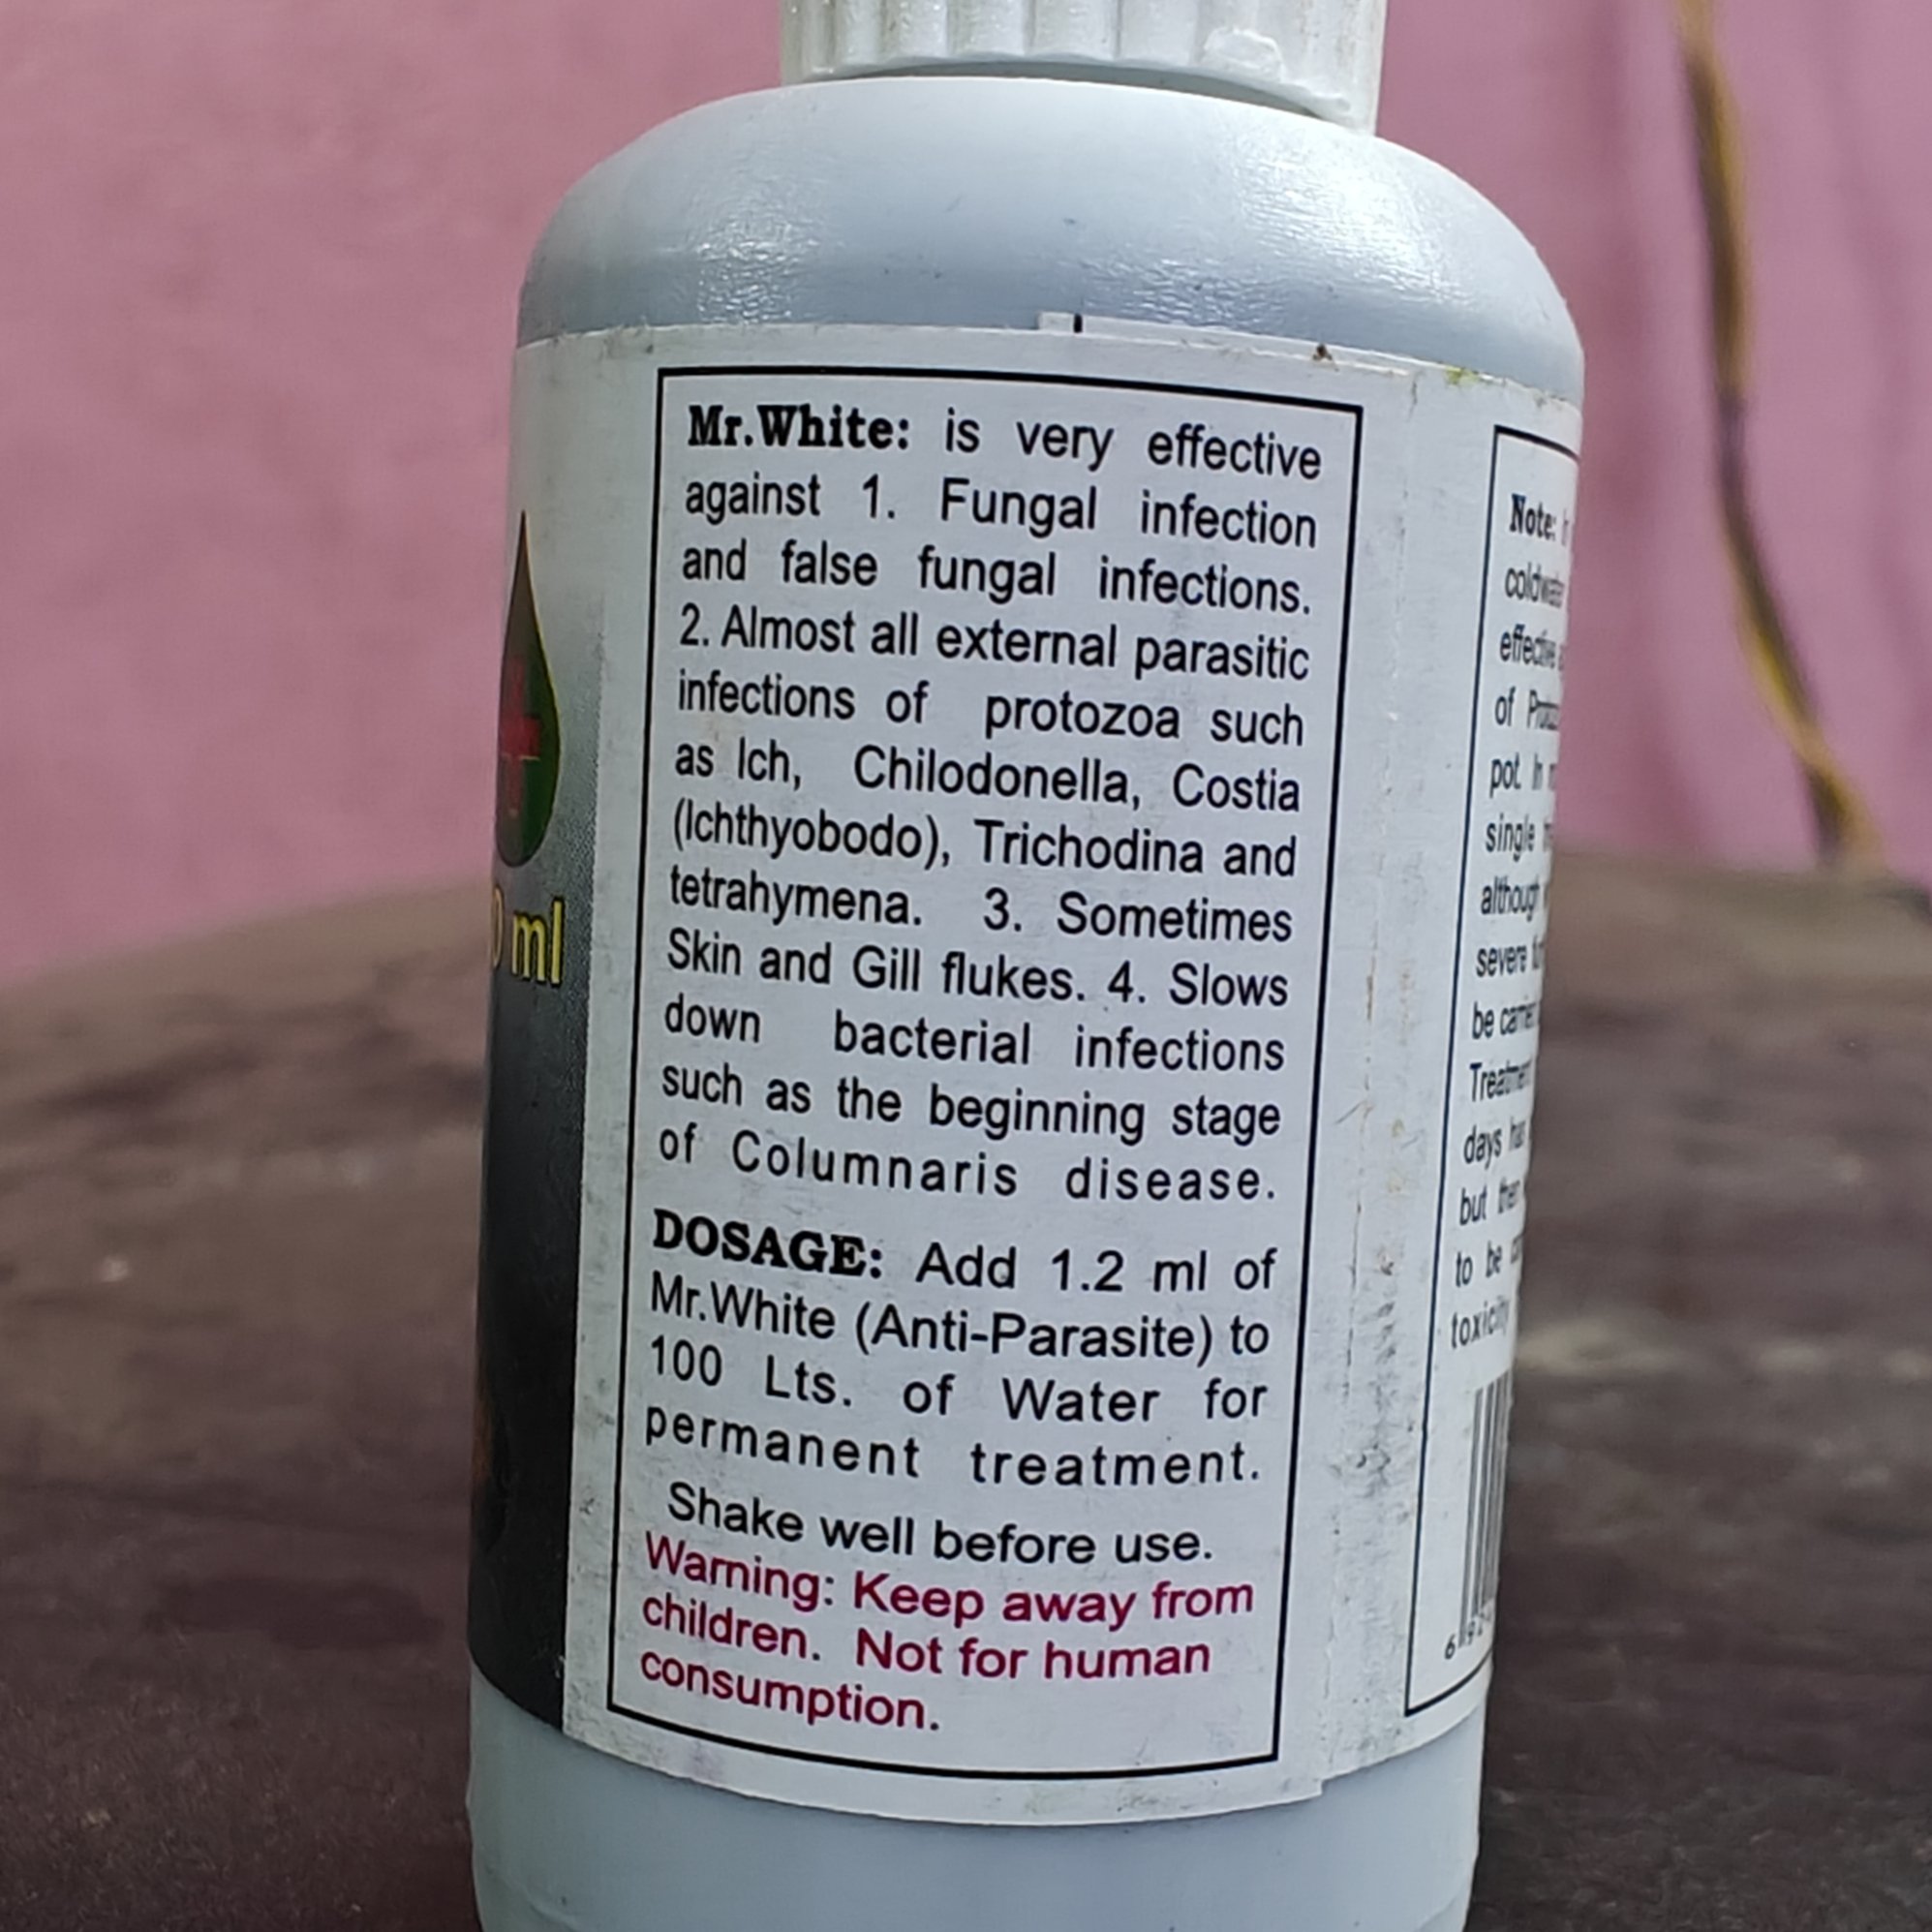 Mr.White: is very effective
against 1. Fungal infection
and false fungal infections.
2. Almost all external parasitic
infections of protozoa such
as Ich, Chilodonella, Costia
(Ichthyobodo), Trichodina and
tetrahymena. 3. Sometimes
Skin and Gill flukes. 4. Slows
down bacterial infections
such as the beginning stage
of Columnaris disease.
DOSAGE: Add 1.2 ml of
Mr.White (Anti-Parasite) to
100 Lts. of Water for
permanent treatment.
Shake well before use.
Warning: Keep away from
children. Not for human
consumption.
ml
Note:
effective
of
pot. In
single
although
severe
be
days
but
to be
toxicity